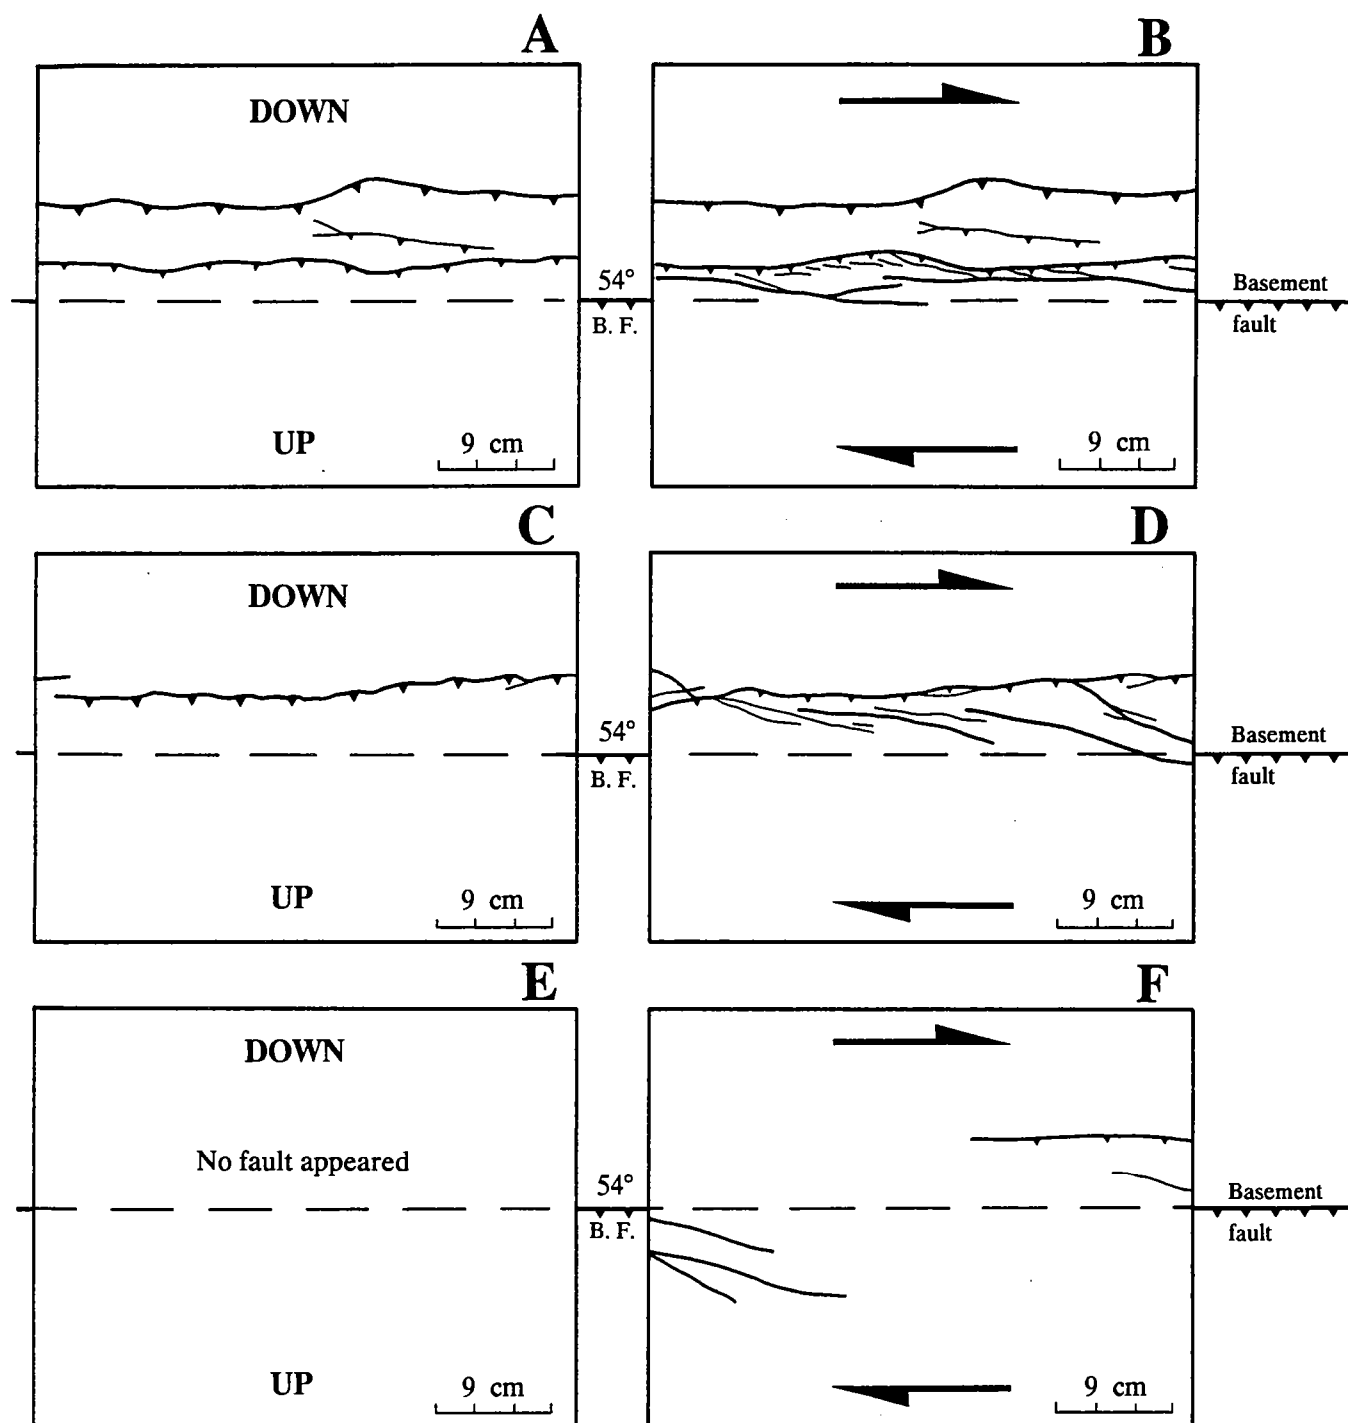 A
B
DOWN
54°
B. F.
Basement
fault
UP
9 cm
9 cm
C
D
DOWN
54°
B. F.
Basement
fault
UP
9 cm
9 cm
E
F
DOWN
No fault appeared
54°
B. F.
Basement
fault
UP
9 cm
9 cm